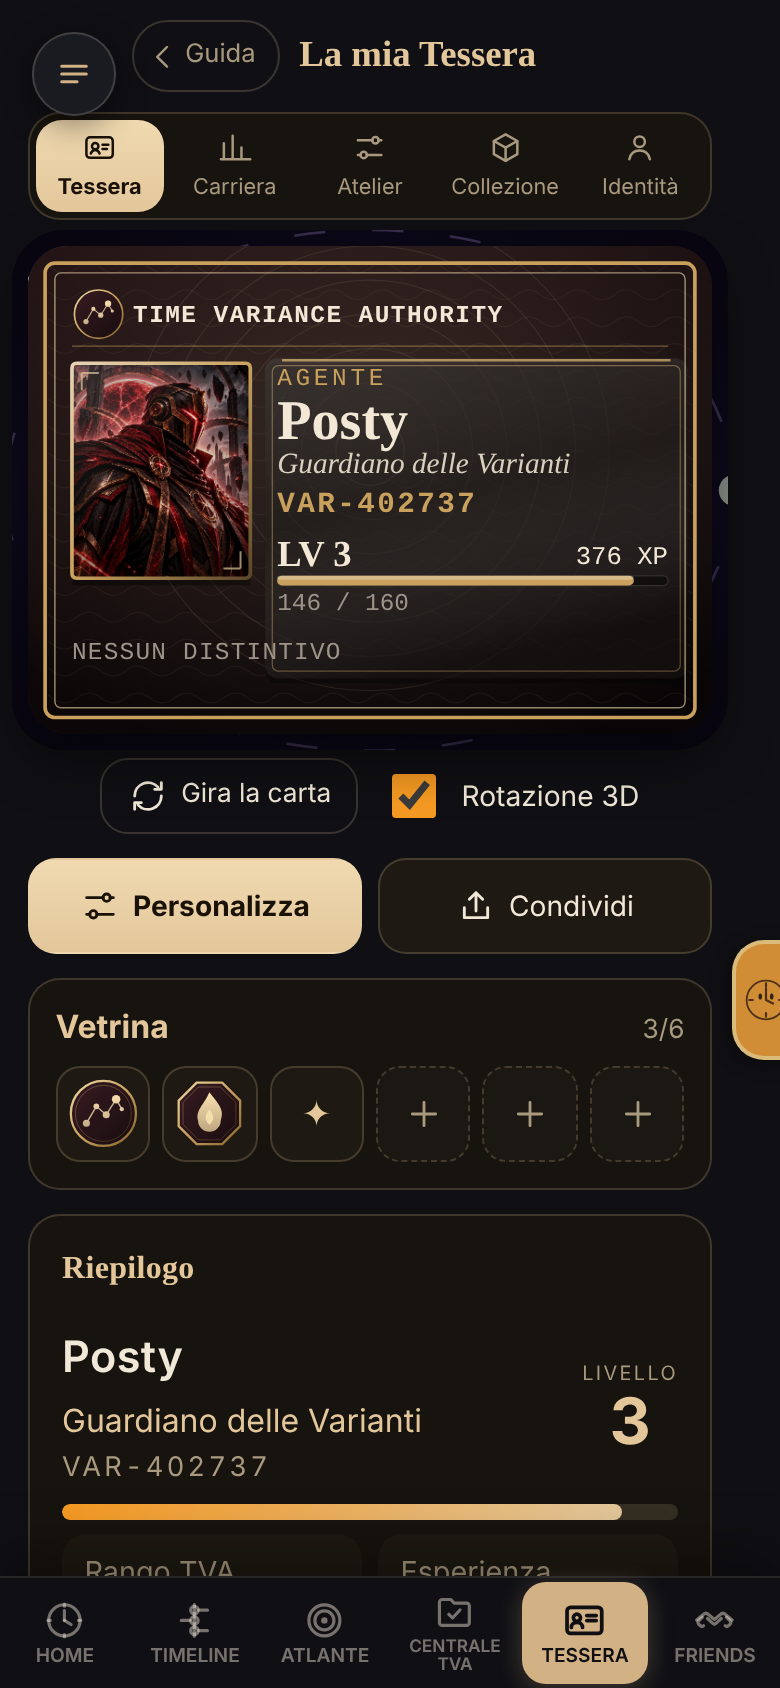 Guida
La mia Tessera
Tessera
Carriera
Atelier
Collezione
Identità
TIME VARIANCE AUTHORITY
AGENTE
Posty
Guardiano delle Varianti
VAR-402737
LV 3
376 XP
146 / 160
NESSUN DISTINTIVO
Gira la carta
Rotazione 3D
Personalizza
Condividi
Vetrina
3/6
Riepilogo
Posty
LIVELLO
3
Guardiano delle Varianti
VAR-402737
Rango TVA
Esperienza
HOME
TIMELINE
ATLANTE
CENTRALE
TVA
TESSERA
FRIENDS